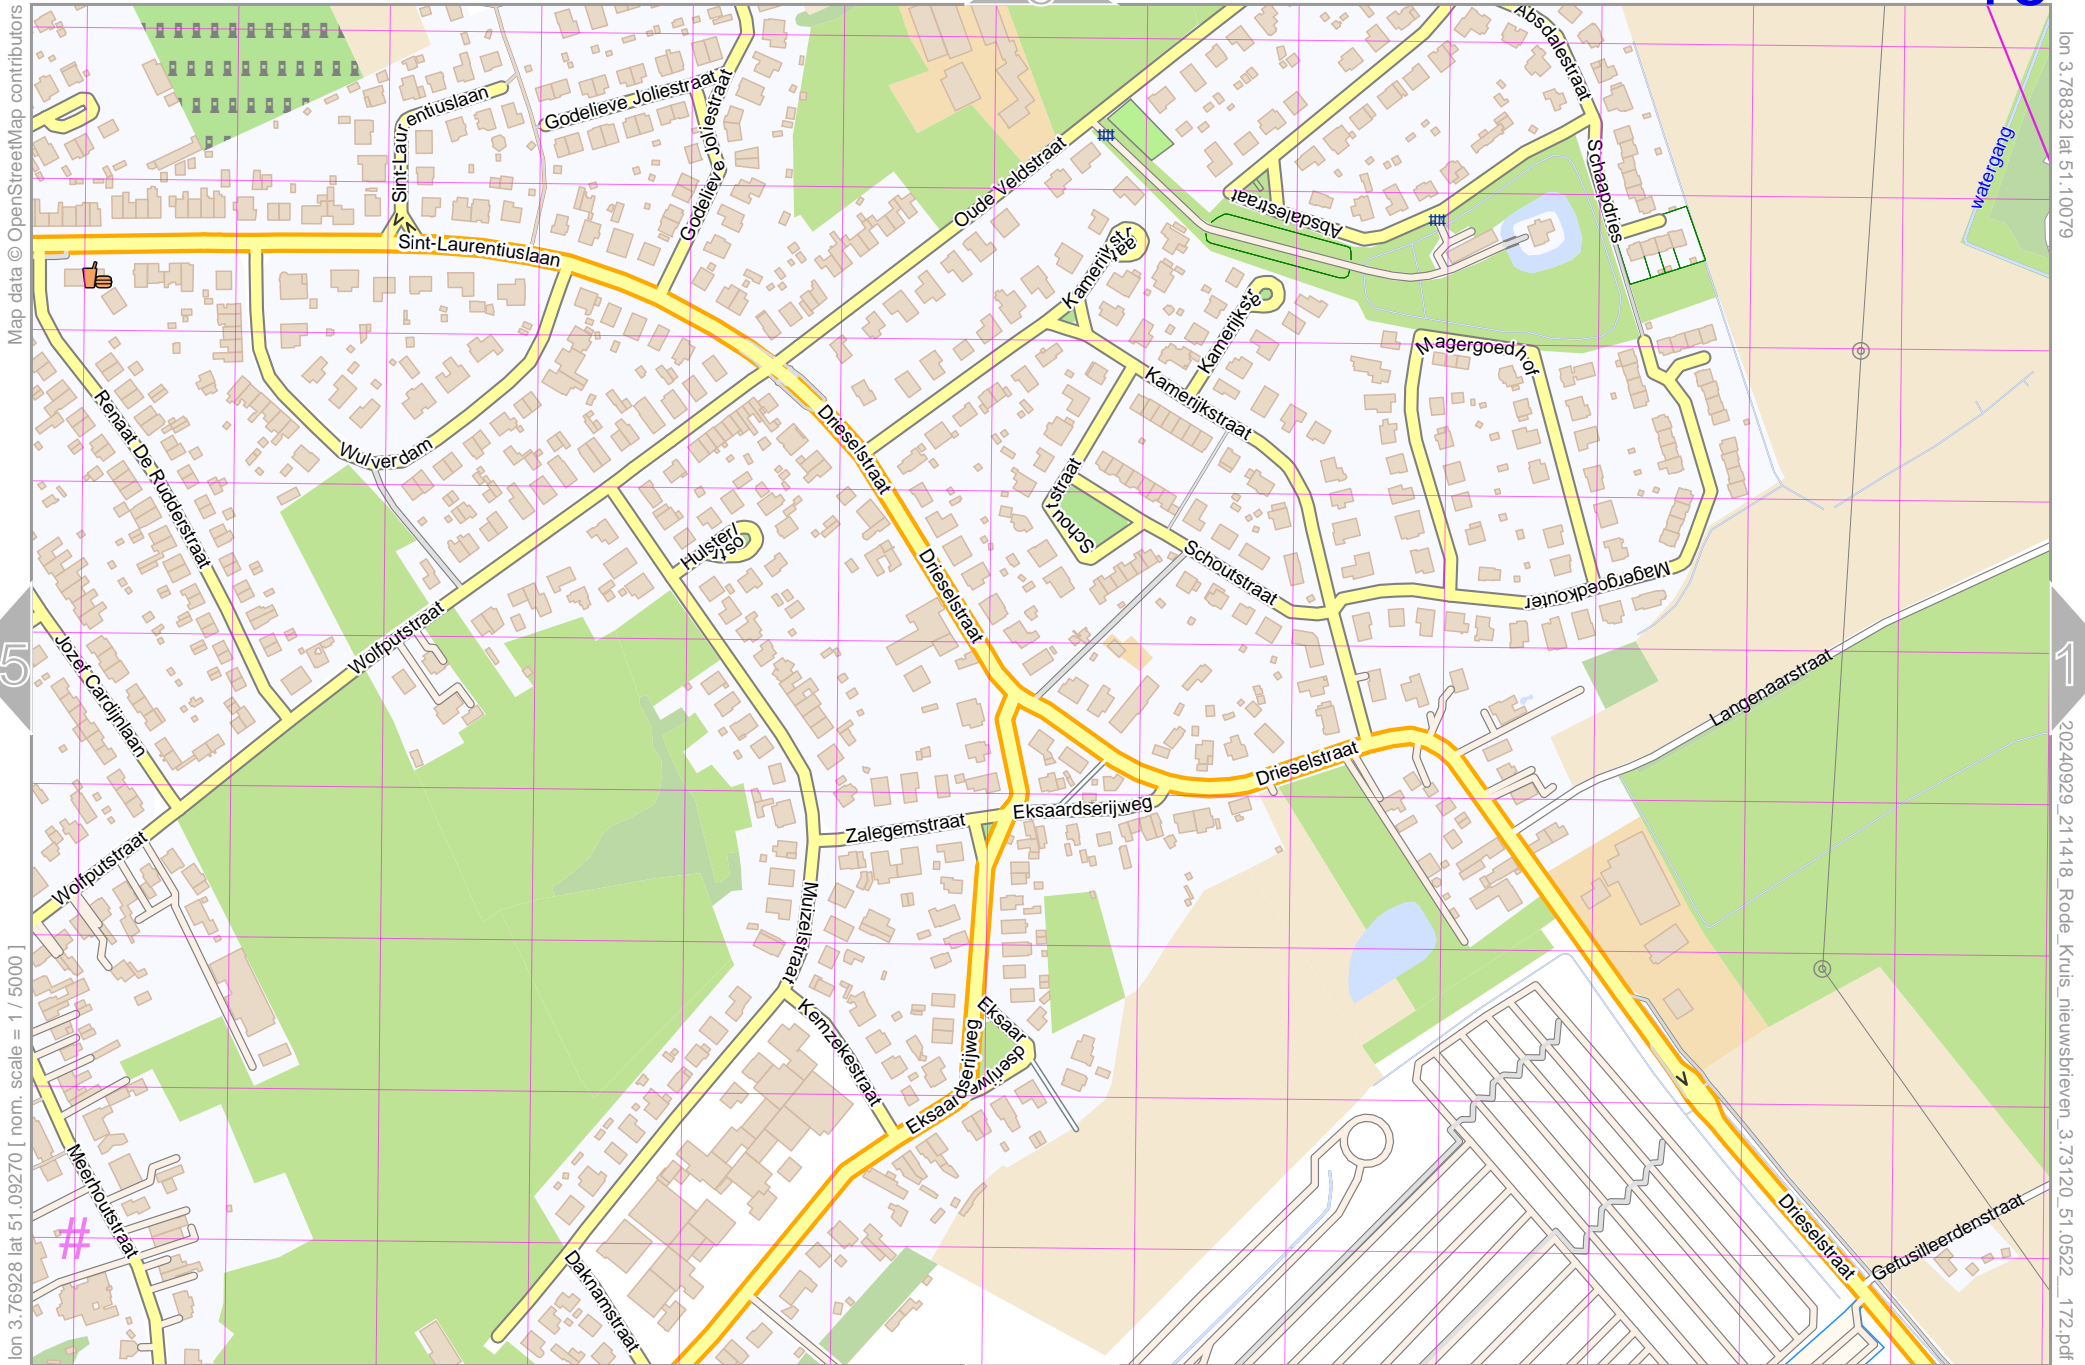 Map data © OpenStreetMap contributors
lon 3.76928 lat 51.09270 [ nom. scale = 1 / 5000 ]
lon 3.78832 lat 51.10079
20240929_211418_Rode_Kruis_nieuwsbrieven_3.73120_51.0522__172.pdf
5
1
#
Absdalestraat
Sint-Laurentiuslaan
Godelieve Joliestraat
Godelieve Joliestraat
Oude Veldstraat
Absdalestraat
Schaapdries
watergang
Sint-Laurentiuslaan
Kamerijkstraat
Kamerijkstraat
Kamerijkstraat
Magergoedhof
Renaat De Rudderstraat
Wulverdam
Drieselstraat
Schoutstraat
Hulsterlostr
Drieselstraat
Schoutstraat
Magergoedkouter
Jozef Cardijnlaan
Wolfputstraat
Langenaarstraat
Drieselstraat
Zalegemstraat
Eksaardserijweg
Wolfputstraat
Muizelstraat
Kemzekestraat
Eksaardserijweg
Eksaardserijweg
Meerhoutstraat
Daknamstraat
Drieselstraat
Gefusilleerdenstraat